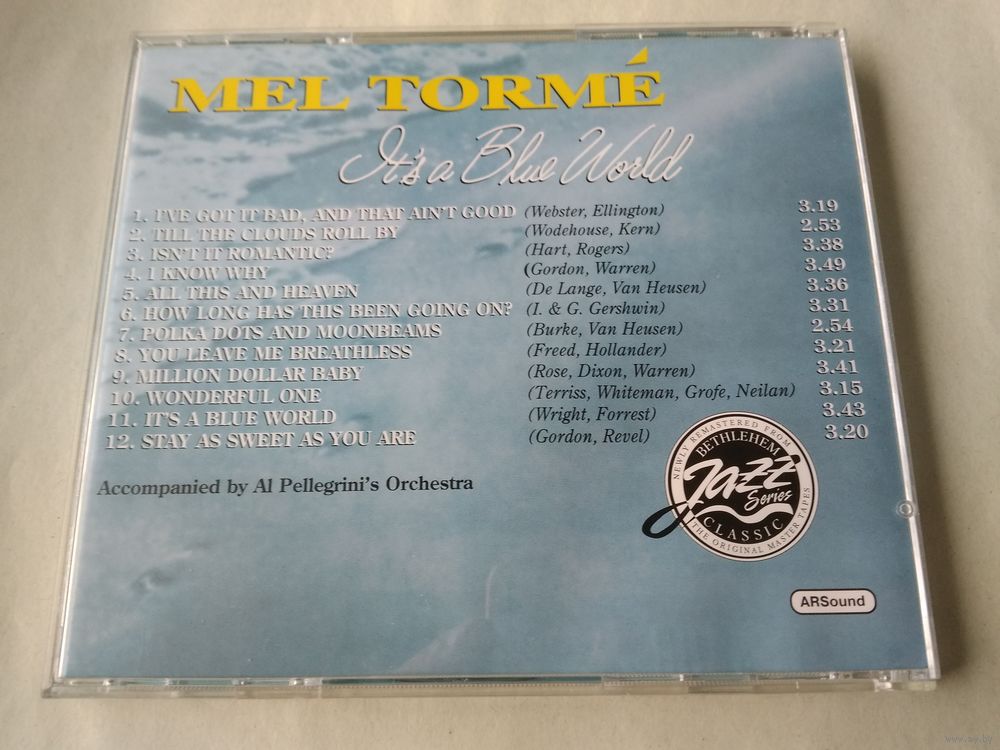 MEL TORMÉ
It's a Blue World
1. I'VE GOT IT BAD, AND THAT AIN'T GOOD (Webster, Ellington) 3.19
2. TILL THE CLOUDS ROLL BY (Wodehouse, Kern) 2.53
3. ISN'T IT ROMANTIC? (Hart, Rogers) 3.38
4. I KNOW WHY (Gordon, Warren) 3.49
5. ALL THIS AND HEAVEN (De Lange, Van Heusen) 3.36
6. HOW LONG HAS THIS BEEN GOING ON? (I. & G. Gershwin) 3.31
7. POLKA DOTS AND MOONBEAMS (Burke, Van Heusen) 2.54
8. YOU LEAVE ME BREATHLESS (Freed, Hollander) 3.21
9. MILLION DOLLAR BABY (Rose, Dixon, Warren) 3.41
10. WONDERFUL ONE (Terriss, Whiteman, Grofe, Neilan) 3.15
11. IT'S A BLUE WORLD (Wright, Forrest) 3.43
12. STAY AS SWEET AS YOU ARE (Gordon, Revel) 3.20
Accompanied by Al Pellegrini's Orchestra
NEWLY REMASTERED FROM
BETHLEHEM
Jazz
Series
CLASSIC
THE ORIGINAL MASTER TAPES
ARSound